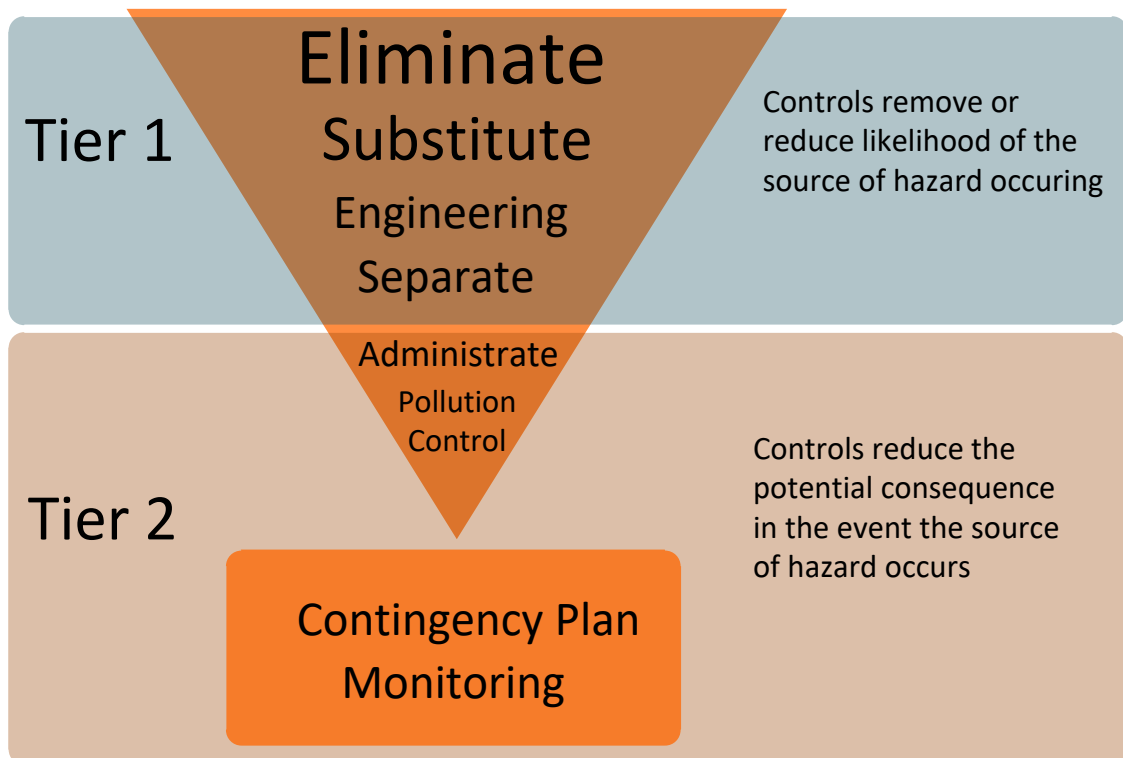 Tier 1
Eliminate
Substitute
Engineering
Separate
Controls remove or
reduce likelihood of the
source of hazard occuring
Tier 2
Administrate
Pollution
Control
Contingency Plan
Monitoring
Controls reduce the
potential consequence
in the event the source
of hazard occurs